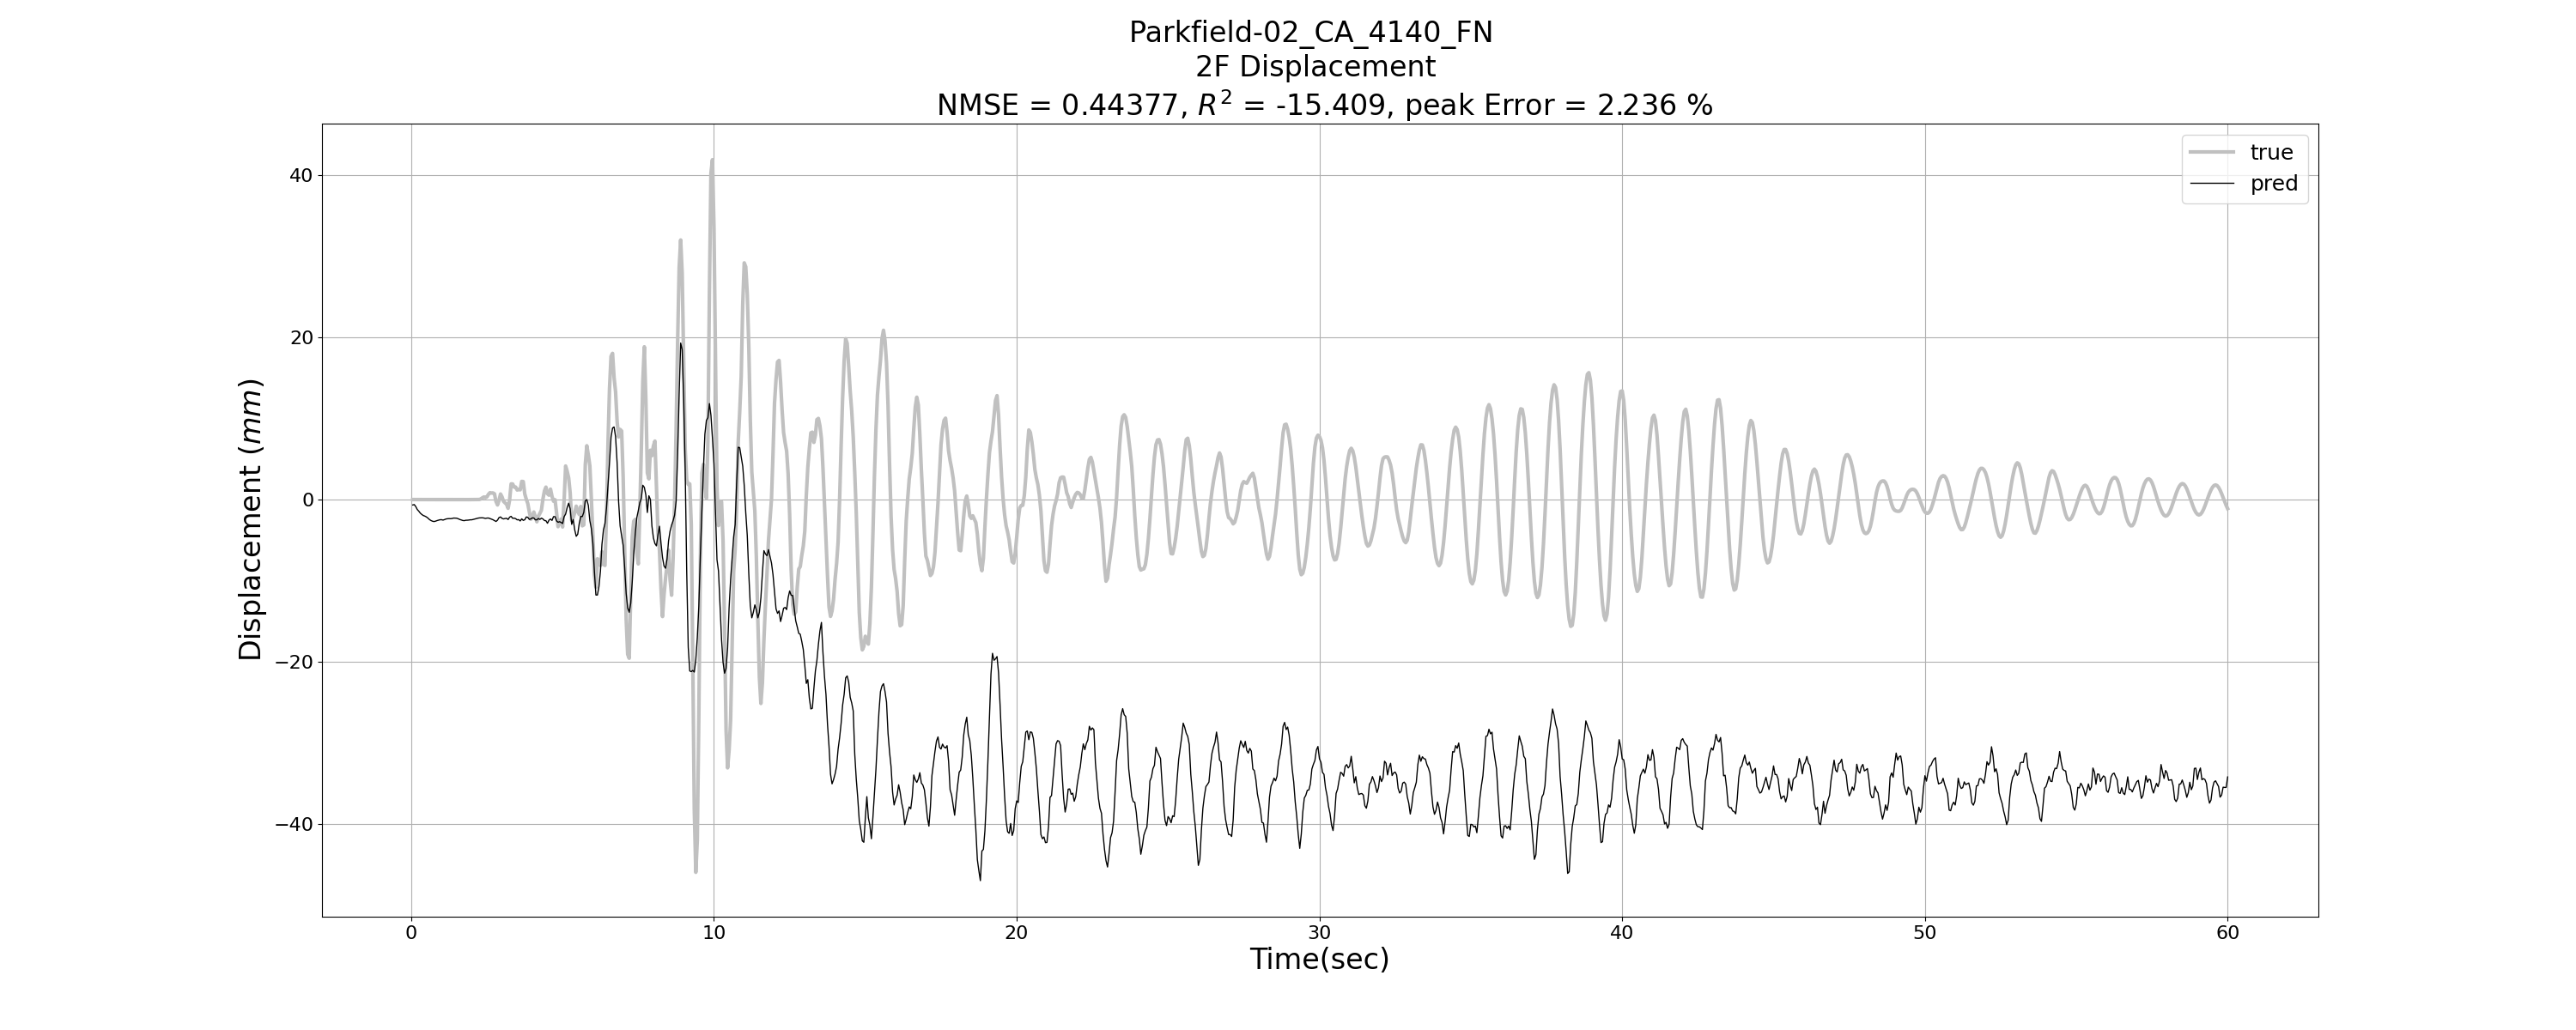 Parkfield-02_CA_4140_FN
2F Displacement
NMSE = 0.44377, R² = -15.409, peak Error = 2.236 %
true
pred
Displacement (mm)
40
20
0
−20
−40
0 10 20 30 40 50 60
Time(sec)